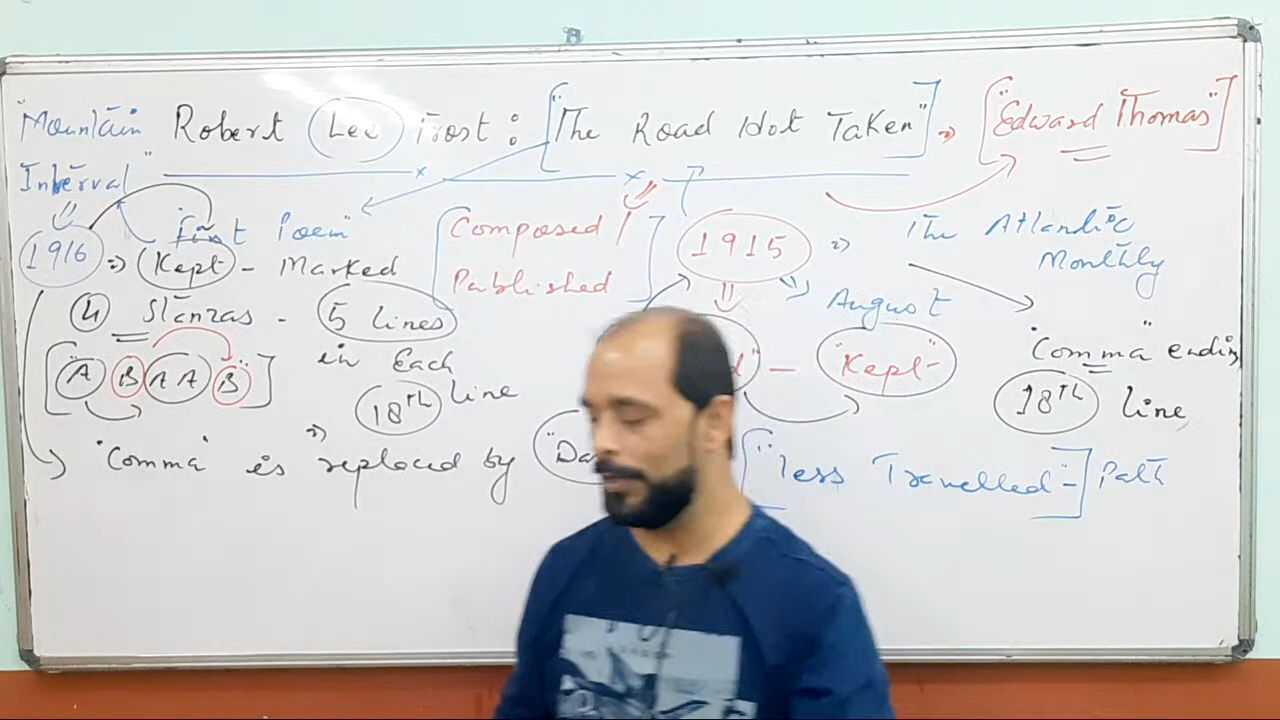 "Mountain Robert Lee Frost : ["The Road Not Taken"] => ["Edward Thomas"]
Interval"
1916 => First Poem" [Composed / Published] 1915 => The Atlantic Monthly
(Kept) - Marked
August
4 Stanzas - 5 lines in Each
"Kept-"
"Comma" ending
18th line
["A B A A B"]
18th line
"Comma" is replaced by
["less Travelled"-] Path